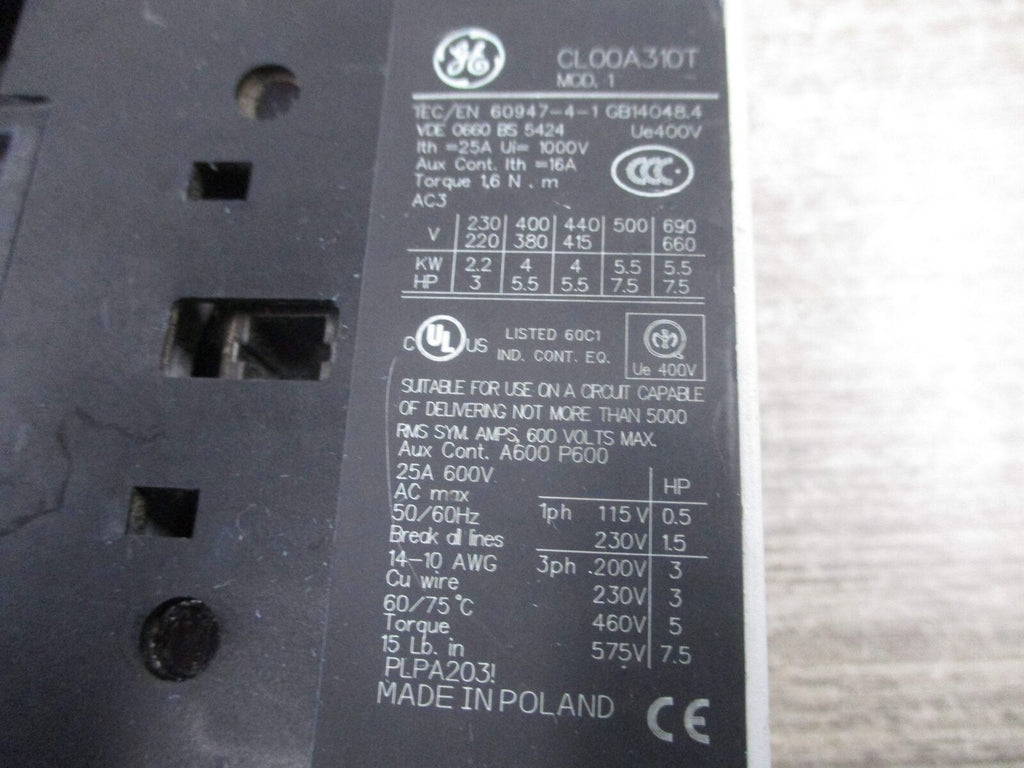 GE
CL00A310T
MOD. 1
IEC/EN 60947-4-1 GB14048.4
VDE 0660 BS 5424 Ue400V
Ith =25A Ui= 1000V
Aux Cont. Ith =16A
CCC
Torque 1,6 N . m
AC3
V 230 220 400 380 440 415 500 690 660
KW 2.2 4 4 5.5 5.5
HP 3 5.5 5.5 7.5 7.5
C UL US LISTED 60C1
IND. CONT. EQ.
Ue 400V
SUITABLE FOR USE ON A CIRCUIT CAPABLE
OF DELIVERING NOT MORE THAN 5000
RMS SYM. AMPS, 600 VOLTS MAX.
Aux Cont. A600 P600
25A 600V
AC max
50/60Hz
Break all lines
14-10 AWG
Cu wire
60/75°C
Torque
15 Lb. in
PLPA203!
HP
1ph 115V 0.5
230V 1.5
3ph .200V 3
230V 3
460V 5
575V 7.5
MADE IN POLAND
CE